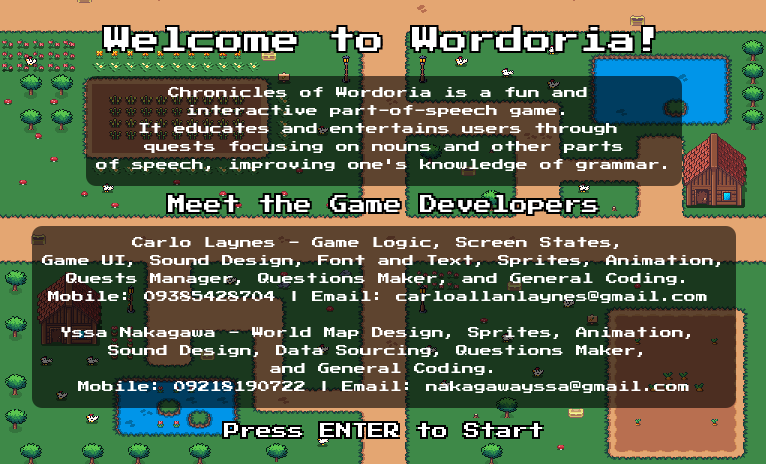 Welcome to Wordoria!
Chronicles of Wordoria is a fun and
interactive part-of-speech game.
It educates and entertains users through
quests focusing on nouns and other parts
of speech, improving one's knowledge of grammar.
Meet the Game Developers
Carlo Laynes - Game Logic, Screen States,
Game UI, Sound Design, Font and Text, Sprites, Animation,
Quests Manager, Questions Maker, and General Coding.
Mobile: 09385428704 | Email: carloallanlaynes@gmail.com
Yssa Nakagawa - World Map Design, Sprites, Animation,
Sound Design, Data Sourcing, Questions Maker,
and General Coding.
Mobile: 09218190722 | Email: nakagawayssa@gmail.com
Press ENTER to Start